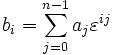 $b_i = \sum_{j=0}^{n-1} a_j \varepsilon^{ij}$